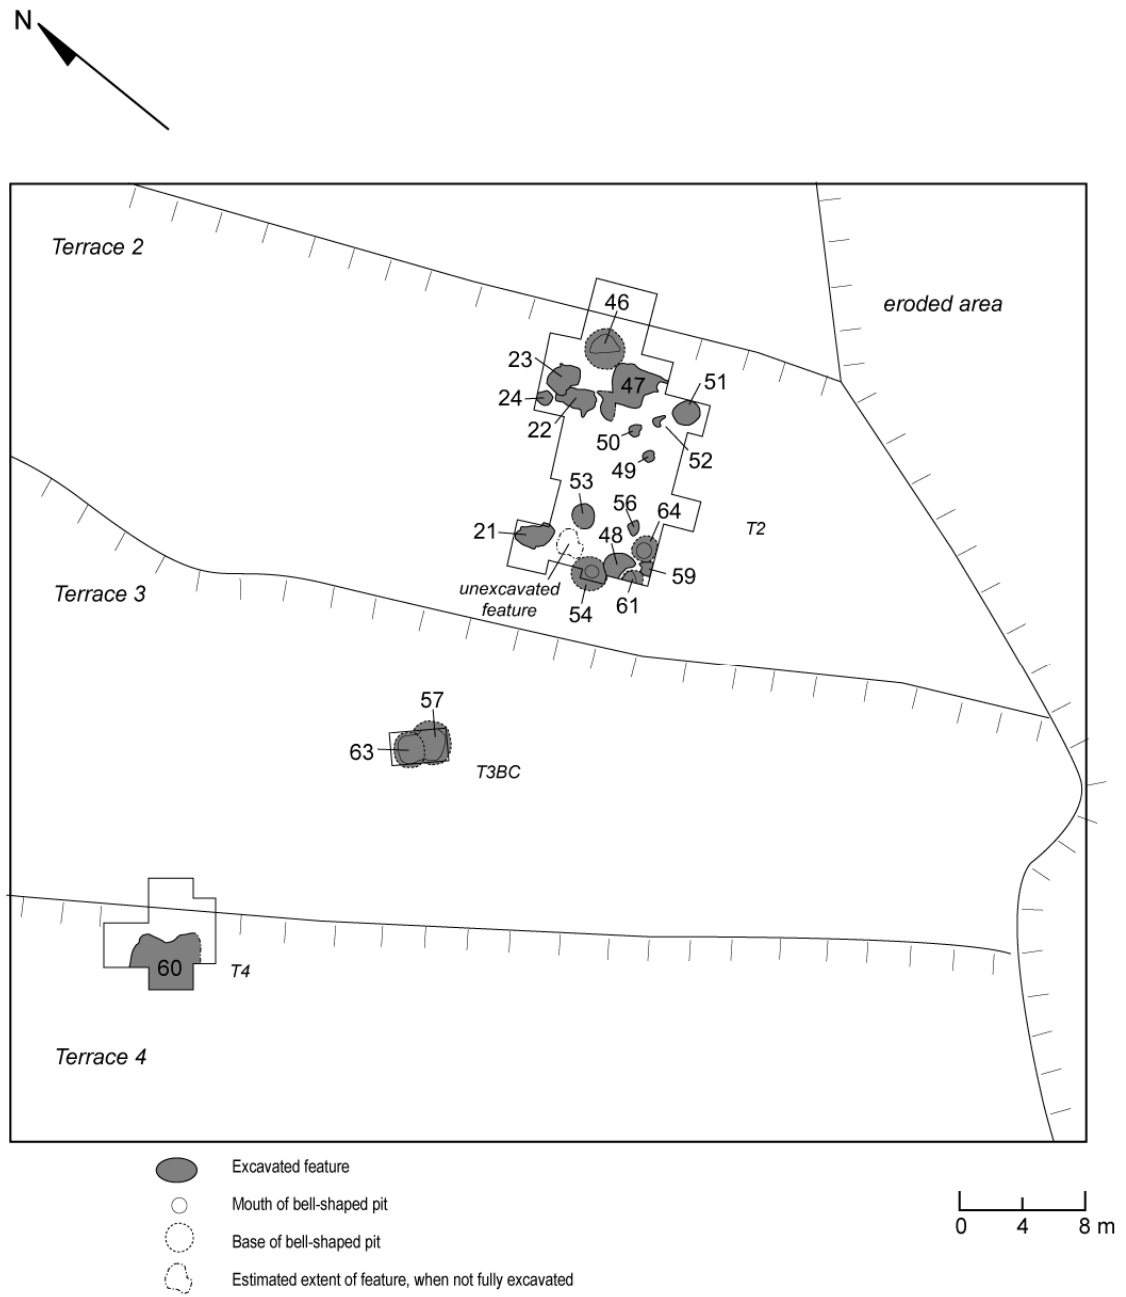 N
Terrace 2
eroded area
46
23
47
51
24
22
50
52
49
53
56
64
T2
21
48
59
unexcavated
feature
61
54
Terrace 3
57
63
T3BC
60
T4
Terrace 4
Excavated feature
Mouth of bell-shaped pit
Base of bell-shaped pit
Estimated extent of feature, when not fully excavated
0 4 8 m